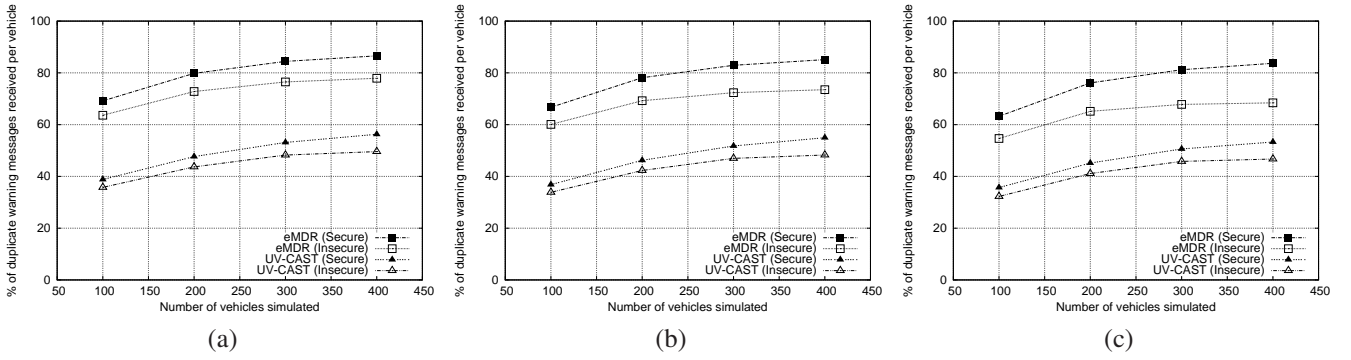 % of duplicate warning messages received per vehicle
100
80
60
40
20
0
eMDR (Secure)
eMDR (Insecure)
UV-CAST (Secure)
UV-CAST (Insecure)
50 100 150 200 250 300 350 400 450
Number of vehicles simulated
(a)
% of duplicate warning messages received per vehicle
100
80
60
40
20
0
eMDR (Secure)
eMDR (Insecure)
UV-CAST (Secure)
UV-CAST (Insecure)
50 100 150 200 250 300 350 400 450
Number of vehicles simulated
(b)
% of duplicate warning messages received per vehicle
100
80
60
40
20
0
eMDR (Secure)
eMDR (Insecure)
UV-CAST (Secure)
UV-CAST (Insecure)
50 100 150 200 250 300 350 400 450
Number of vehicles simulated
(c)